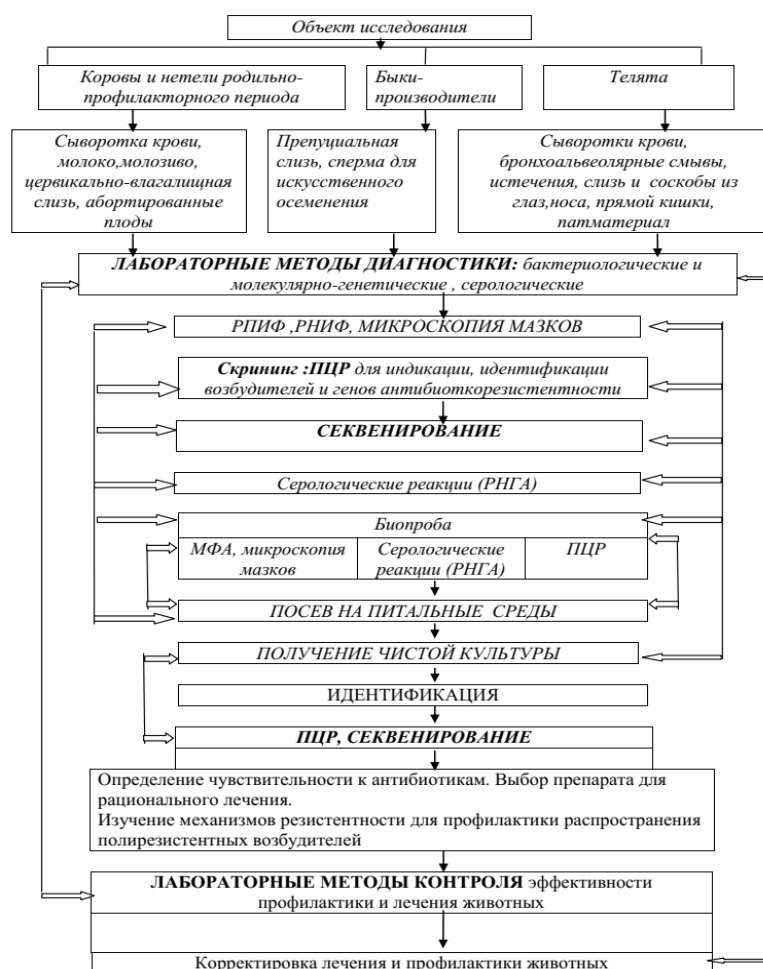 Объект исследования
Коровы и нетели родильно-
профилакторного периода
Быки-
производители
Телята
Сыворотка крови,
молоко,молозиво,
цервикально-влагалищная
слизь, абортированные
плоды
Препуциальная
слизь, сперма для
искусственного
осеменения
Сыворотки крови,
бронхоальвеолярные смывы,
истечения, слизь и соскобы из
глаз,носа, прямой кишки,
патматериал
ЛАБОРАТОРНЫЕ МЕТОДЫ ДИАГНОСТИКИ: бактериологические и
молекулярно-генетические , серологические
РПИФ ,РНИФ, МИКРОСКОПИЯ МАЗКОВ
Скрининг :ПЦР для индикации, идентификации
возбудителей и генов антибиоткорезистентности
СЕКВЕНИРОВАНИЕ
Серологические реакции (РНГА)
Биопроба
МФА, микроскопия
мазков
Серологические
реакции (РНГА)
ПЦР
ПОСЕВ НА ПИТАЛЬНЫЕ СРЕДЫ
ПОЛУЧЕНИЕ ЧИСТОЙ КУЛЬТУРЫ
ИДЕНТИФИКАЦИЯ
ПЦР, СЕКВЕНИРОВАНИЕ
Определение чувствительности к антибиотикам. Выбор препарата для
рационального лечения.
Изучение механизмов резистентности для профилактики распространения
полирезистентных возбудителей
ЛАБОРАТОРНЫЕ МЕТОДЫ КОНТРОЛЯ эффективности
профилактики и лечения животных
Корректировка лечения и профилактики животных